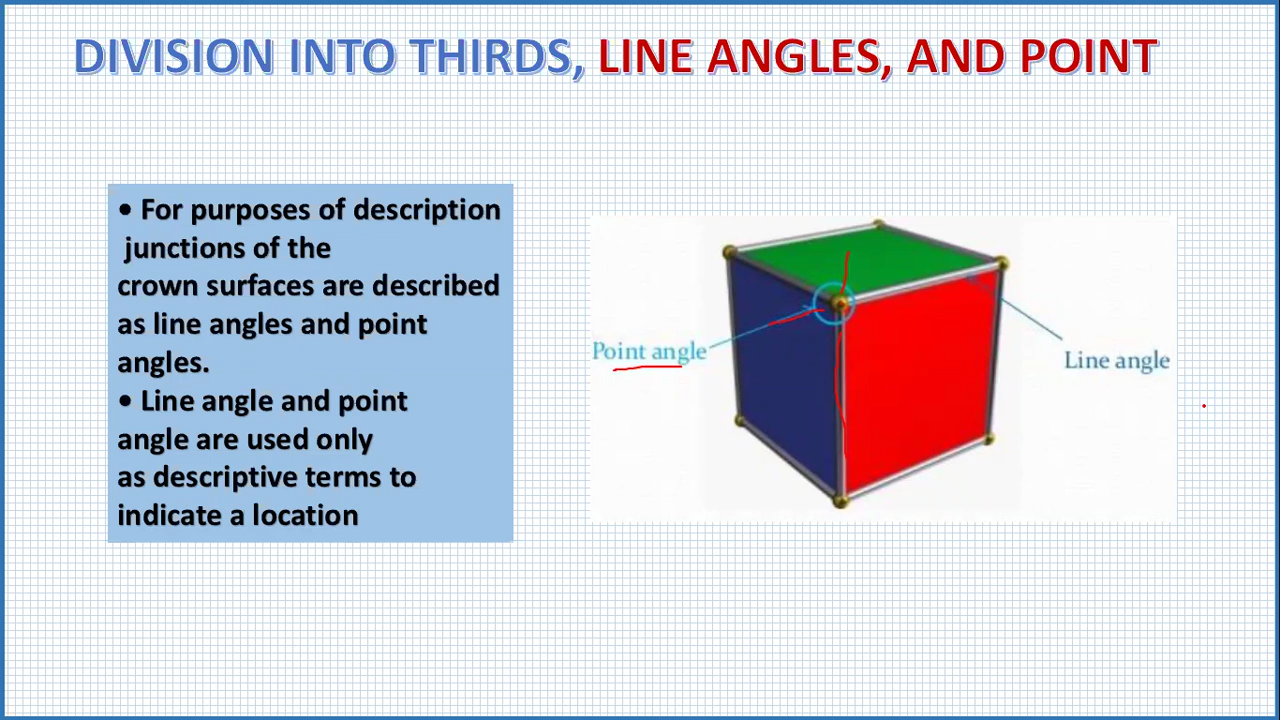 DIVISION INTO THIRDS, LINE ANGLES, AND POINT
• For purposes of description
junctions of the
crown surfaces are described
as line angles and point
angles.
• Line angle and point
angle are used only
as descriptive terms to
indicate a location
Point angle
Line angle